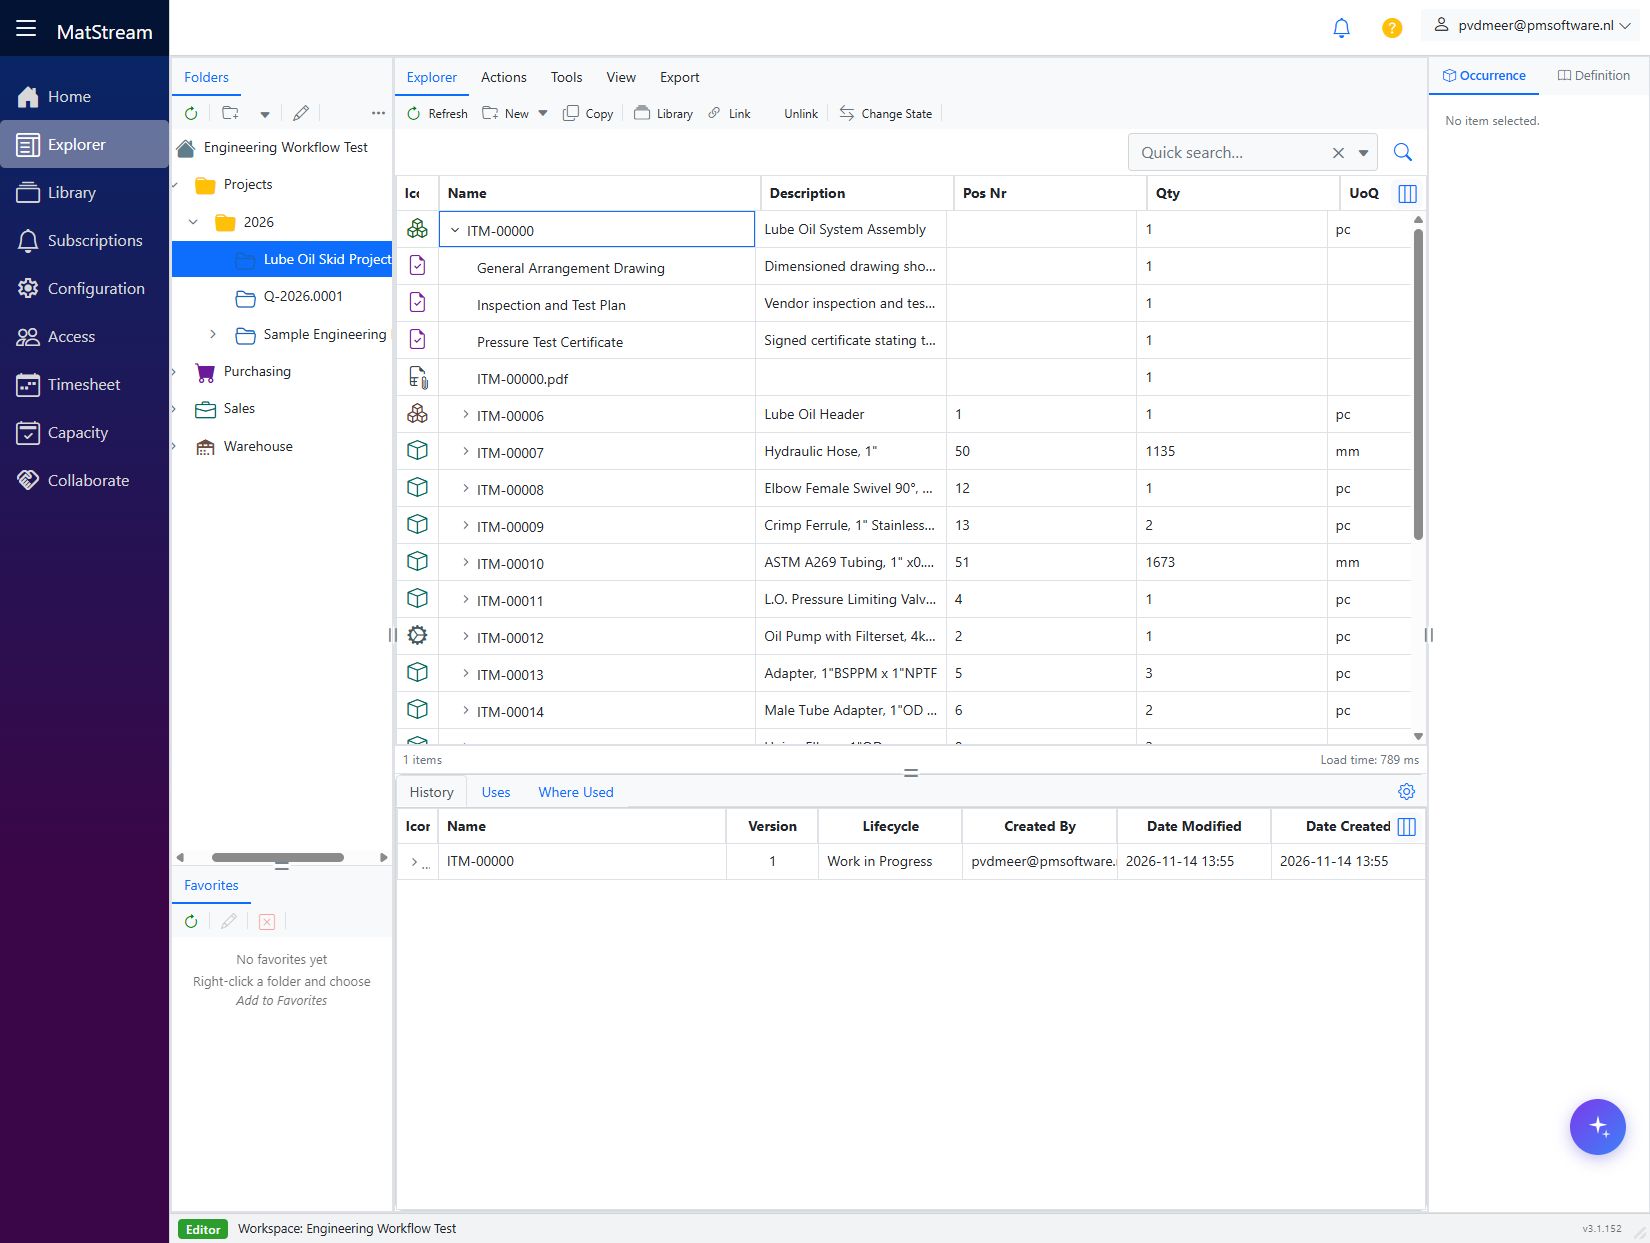 MatStream
pvdmeer@pmsoftware.nl
Home
Explorer
Library
Subscriptions
Configuration
Access
Timesheet
Capacity
Collaborate
Folders
Engineering Workflow Test
Projects
2026
Lube Oil Skid Project
Q-2026.0001
Sample Engineering
Purchasing
Sales
Warehouse
Favorites
No favorites yet
Right-click a folder and choose
Add to Favorites
Explorer Actions Tools View Export
Refresh New Copy Library Link Unlink Change State
Quick search...
Ico Name Description Pos Nr Qty UoQ
ITM-00000 Lube Oil System Assembly 1 pc
General Arrangement Drawing Dimensioned drawing sho... 1
Inspection and Test Plan Vendor inspection and tes... 1
Pressure Test Certificate Signed certificate stating t... 1
ITM-00000.pdf 1
ITM-00006 Lube Oil Header 1 1 pc
ITM-00007 Hydraulic Hose, 1" 50 1135 mm
ITM-00008 Elbow Female Swivel 90°, ... 12 1 pc
ITM-00009 Crimp Ferrule, 1" Stainless... 13 2 pc
ITM-00010 ASTM A269 Tubing, 1" x0.... 51 1673 mm
ITM-00011 L.O. Pressure Limiting Valv... 4 1 pc
ITM-00012 Oil Pump with Filterset, 4k... 2 1 pc
ITM-00013 Adapter, 1"BSPPM x 1"NPTF 5 3 pc
ITM-00014 Male Tube Adapter, 1"OD ... 6 2 pc
1 items Load time: 789 ms
History Uses Where Used
Icon Name Version Lifecycle Created By Date Modified Date Created
... ITM-00000 1 Work in Progress pvdmeer@pmsoftware. 2026-11-14 13:55 2026-11-14 13:55
Occurrence Definition
No item selected.
Editor Workspace: Engineering Workflow Test v3.1.152